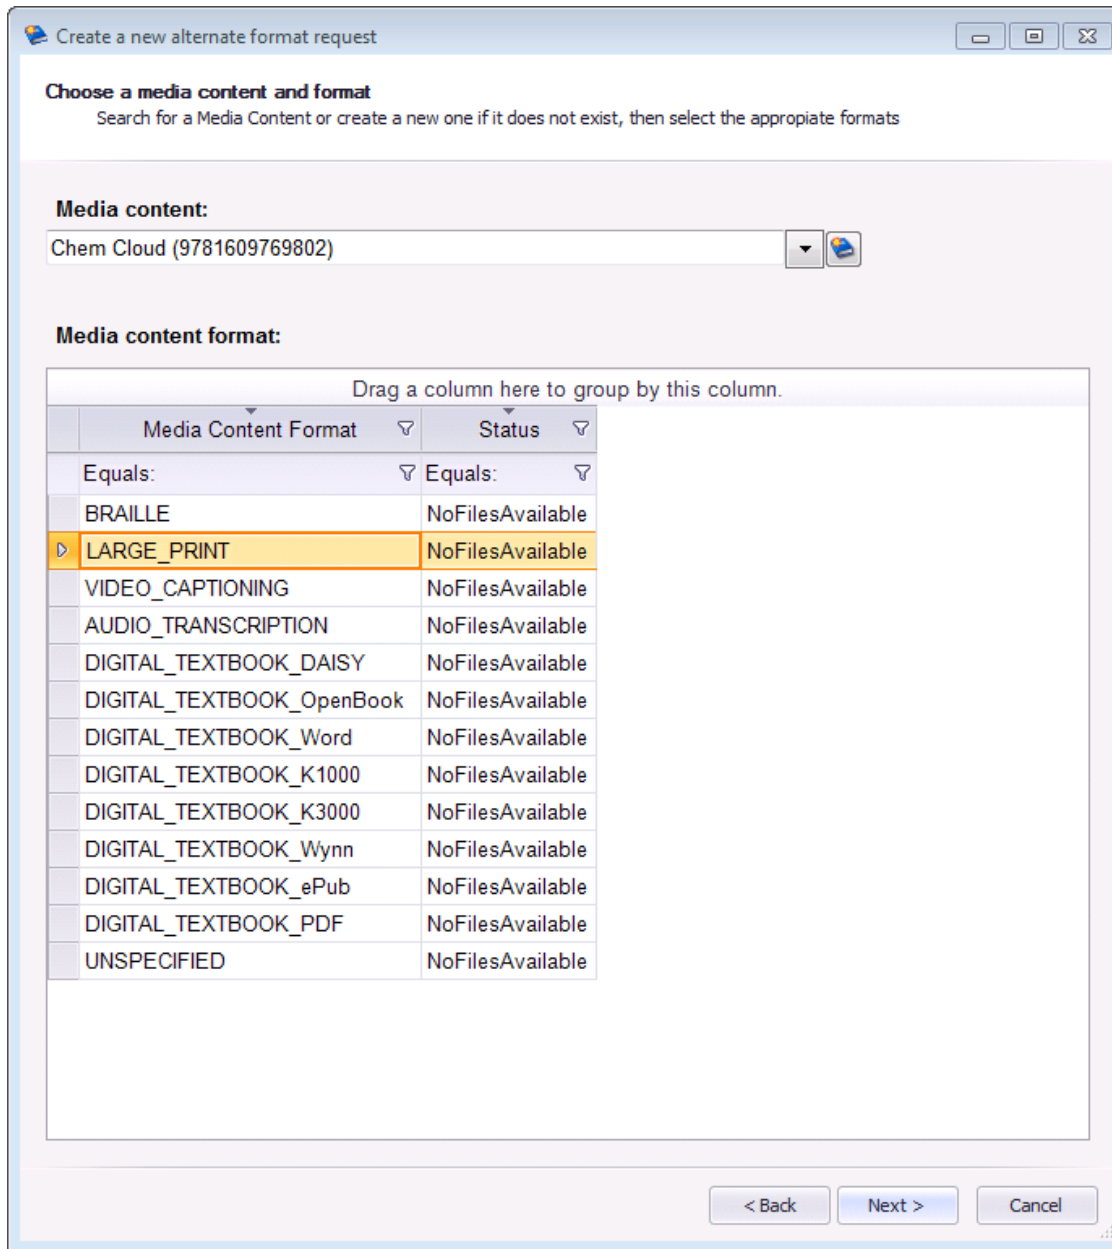 Create a new alternate format request
Choose a media content and format
Search for a Media Content or create a new one if it does not exist, then select the appropiate formats
Media content:
Chem Cloud (9781609769802)
Media content format:
Drag a column here to group by this column.
Media Content Format Status
Equals: Equals:
BRAILLE NoFilesAvailable
LARGE_PRINT NoFilesAvailable
VIDEO_CAPTIONING NoFilesAvailable
AUDIO_TRANSCRIPTION NoFilesAvailable
DIGITAL_TEXTBOOK_DAISY NoFilesAvailable
DIGITAL_TEXTBOOK_OpenBook NoFilesAvailable
DIGITAL_TEXTBOOK_Word NoFilesAvailable
DIGITAL_TEXTBOOK_K1000 NoFilesAvailable
DIGITAL_TEXTBOOK_K3000 NoFilesAvailable
DIGITAL_TEXTBOOK_Wynn NoFilesAvailable
DIGITAL_TEXTBOOK_ePub NoFilesAvailable
DIGITAL_TEXTBOOK_PDF NoFilesAvailable
UNSPECIFIED NoFilesAvailable
< Back Next > Cancel